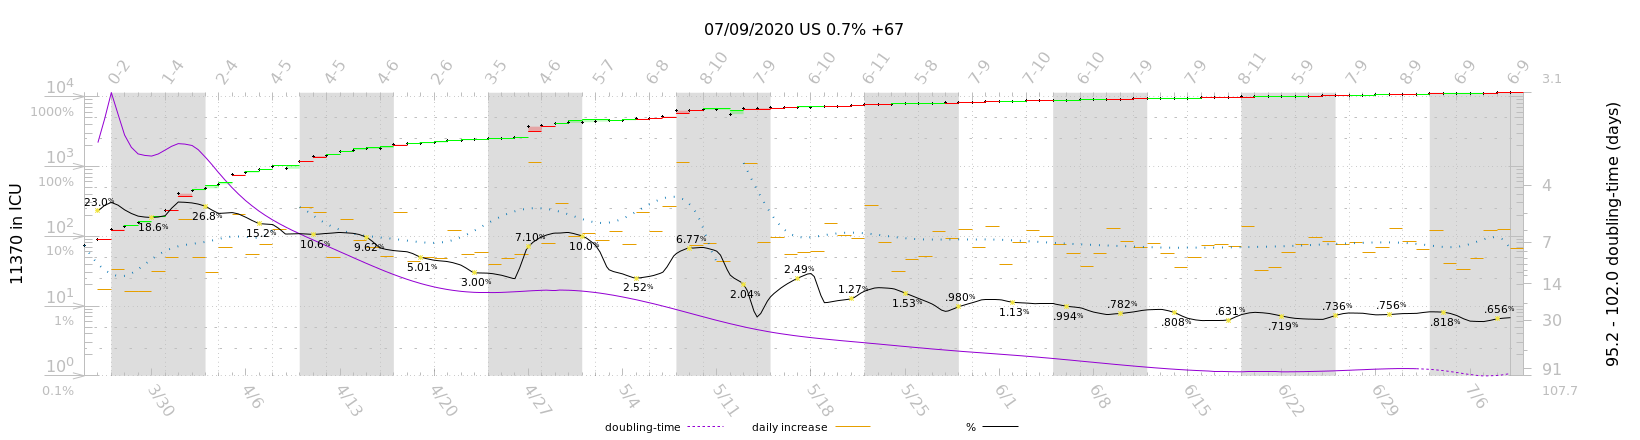 07/09/2020 US 0.7% +67
0-2 1-4 2-4 4-5 4-5 4-6 2-6 3-5 4-6 5-7 6-8 8-10 7-9 6-10 6-11 5-8 7-9 7-10 6-10 7-9 7-9 8-11 5-9 7-9 8-9 6-9 6-9
10⁴ 3.1
1000%
10³
100% 4
23.0% 18.6% 26.8% 15.2% 10.6% 9.62% 5.01% 3.00% 7.10% 10.0% 2.52% 6.77% 2.04% 2.49% 1.27% 1.53% .980% 1.13% .994% .782% .808% .631% .719% .736% .756% .818% .656%
10²
10% 7
14
10¹
1% 30
10⁰ 91
0.1% 107.7
11370 in ICU
95.2 - 102.0 doubling-time (days)
3/30 4/6 4/13 4/20 4/27 5/4 5/11 5/18 5/25 6/1 6/8 6/15 6/22 6/29 7/6
doubling-time daily increase %